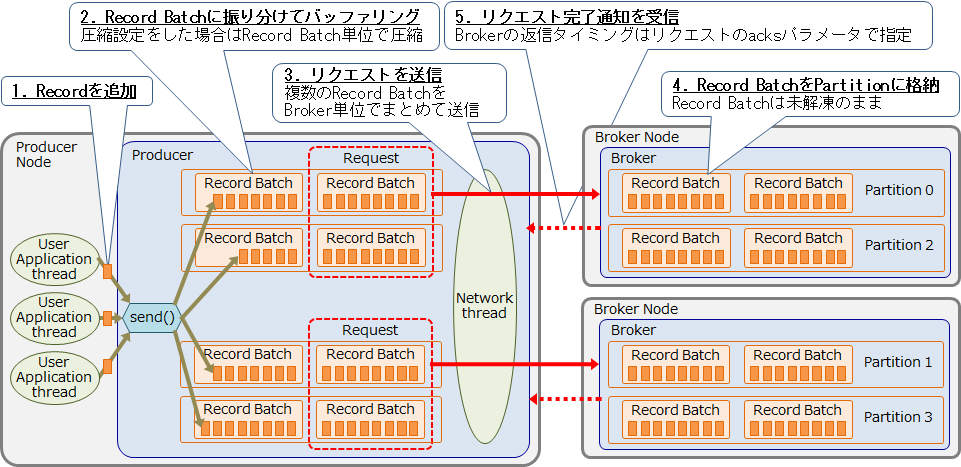 2．Record Batchに振り分けてバッファリング
圧縮設定をした場合はRecord Batch単位で圧縮
5．リクエスト完了通知を受信
Brokerの返信タイミングはリクエストのacksパラメータで指定
1．Recordを追加
3．リクエストを送信
複数のRecord Batchを
Broker単位でまとめて送信
4．Record BatchをPartitionに格納
Record Batchは未解凍のまま
Producer
Node
Producer
Request
Record Batch
Record Batch
Record Batch
Record Batch
User
Application
thread
User
Application
thread
User
Application
thread
send()
Network
thread
Request
Record Batch
Record Batch
Record Batch
Record Batch
Broker Node
Broker
Record Batch
Record Batch
Partition 0
Record Batch
Record Batch
Partition 2
Broker Node
Broker
Record Batch
Record Batch
Partition 1
Record Batch
Record Batch
Partition 3